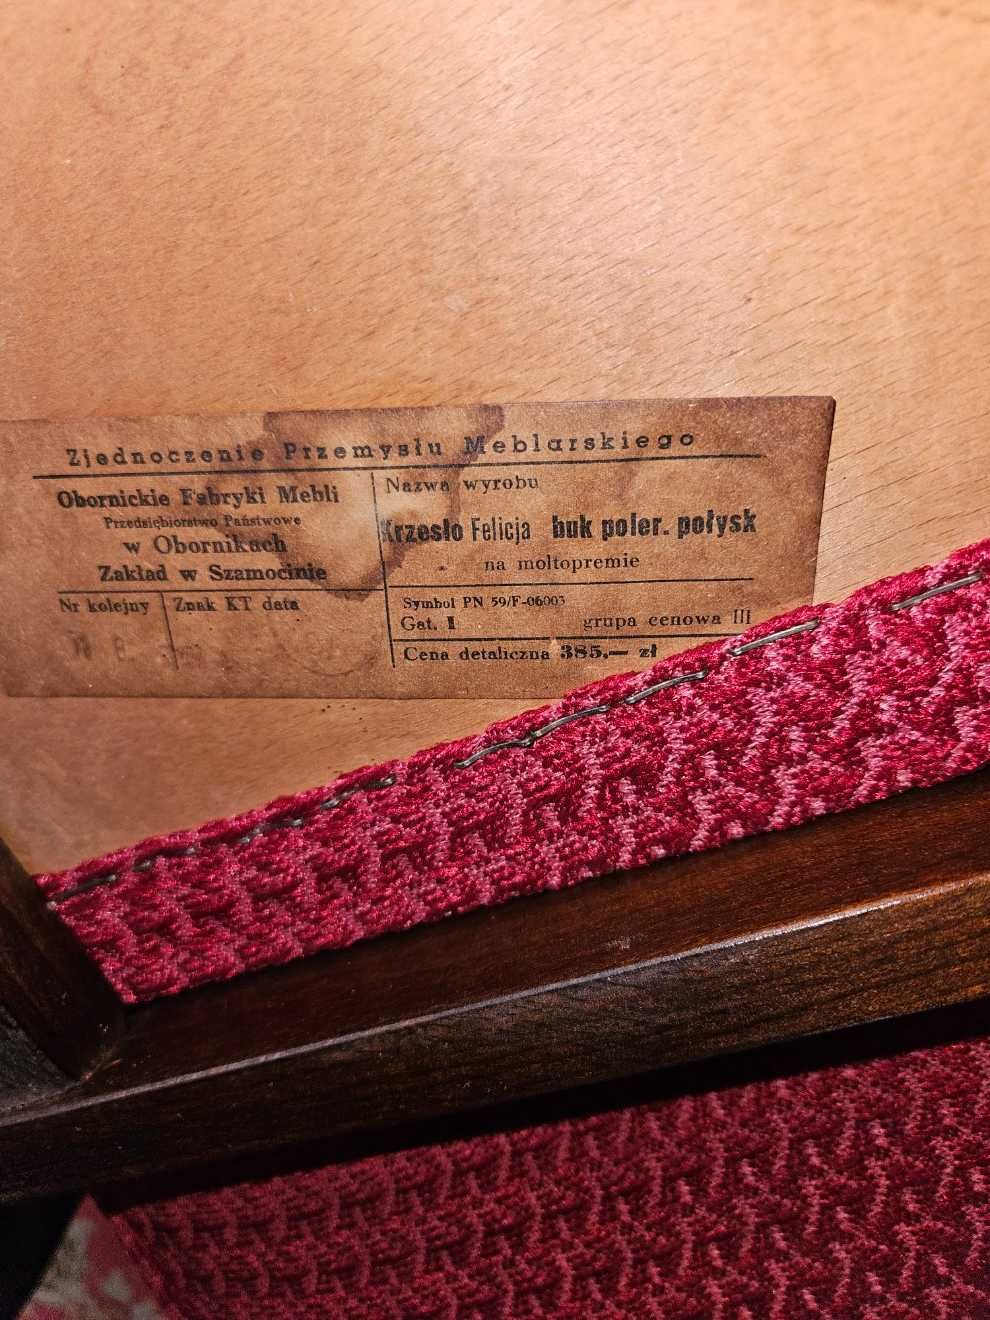 Zjednoczenie Przemysłu Meblarskiego
Obornickie Fabryki Mebli
Przedsiębiorstwo Państwowe
w Obornikach
Zakład w Szamocinie
Nr kolejny
Znak KT data
Nazwa wyrobu
Krzesło Felicja buk poler. połysk
na moltopremie
Symbol PN 59/F-06003
Gat. I grupa cenowa III
Cena detaliczna 385,— zł